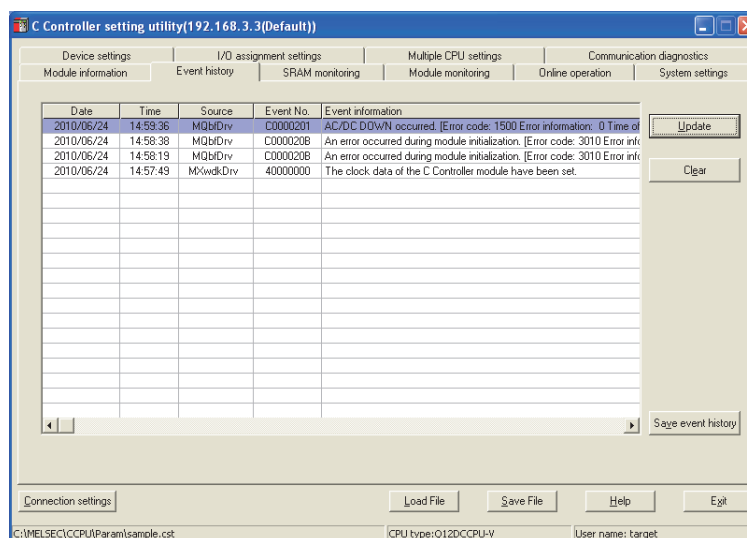 C Controller setting utility(192.168.3.3(Default))
Device settings I/O assignment settings Multiple CPU settings Communication diagnostics
Module information Event history SRAM monitoring Module monitoring Online operation System settings
Date Time Source Event No. Event information
2010/06/24 14:59:36 MQbfDrv C0000201 AC/DC DOWN occurred. [Error code: 1500 Error information: 0 Time of
2010/06/24 14:58:38 MQbfDrv C000020B An error occurred during module initialization. [Error code: 3010 Error info
2010/06/24 14:58:19 MQbfDrv C000020B An error occurred during module initialization. [Error code: 3010 Error info
2010/06/24 14:57:49 MXwdkDrv 40000000 The clock data of the C Controller module have been set.
Update
Clear
Save event history
Connection settings Load File Save File Help Exit
C:\MELSEC\CCPU\Param\sample.cst CPU type:Q12DCCPU-V User name: target